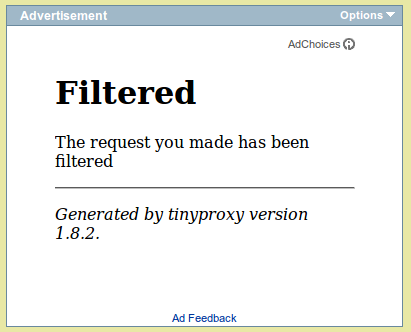 Advertisement Options
AdChoices
Filtered
The request you made has been
filtered
Generated by tinyproxy version
1.8.2.
Ad Feedback